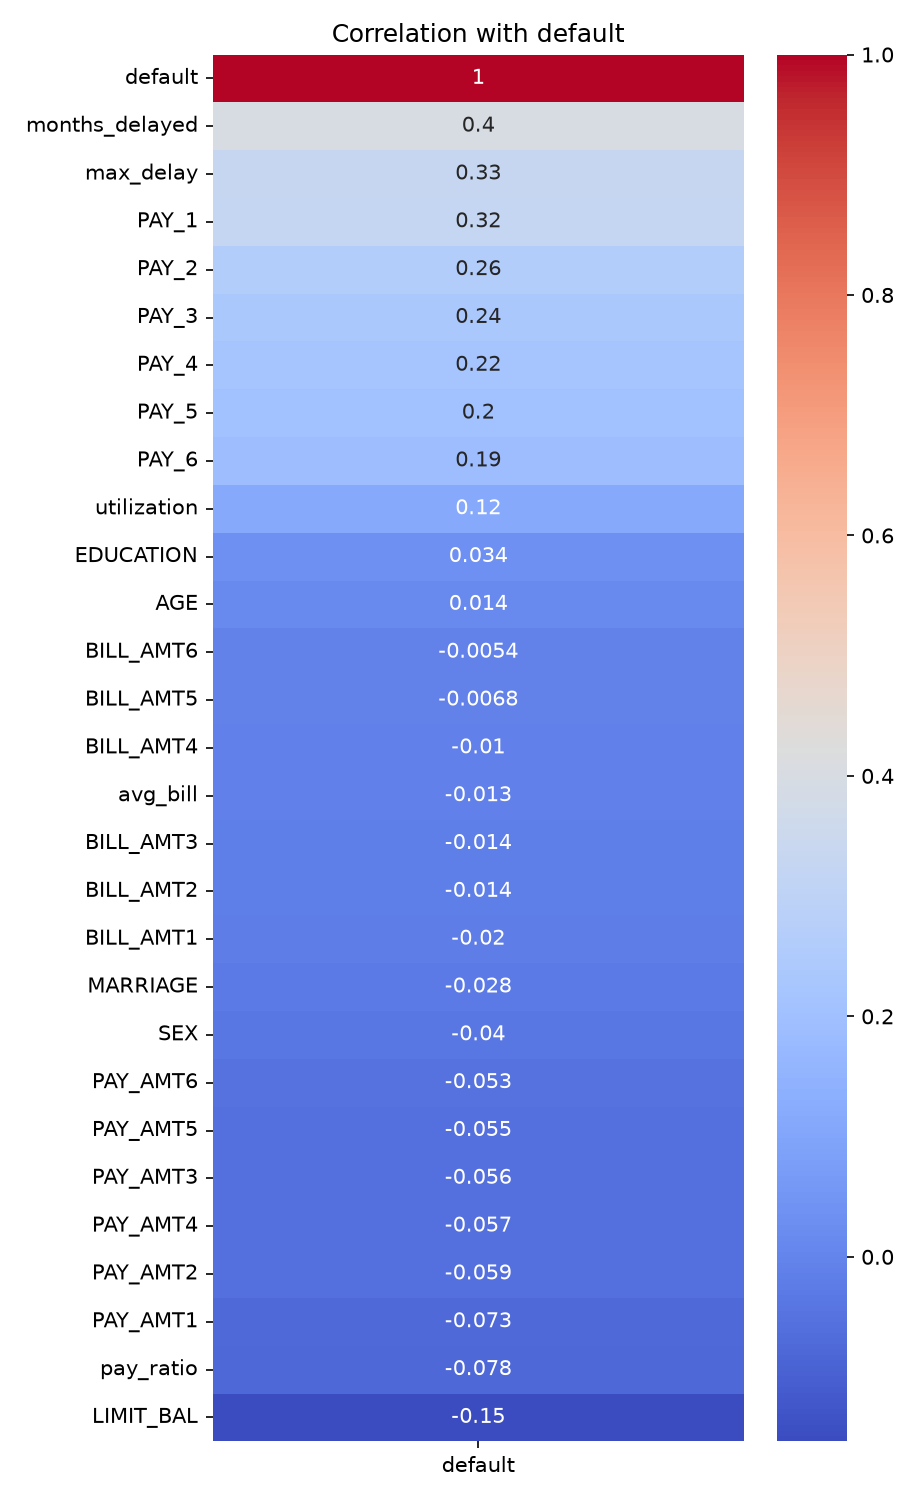 Correlation with default
default 1
months_delayed 0.4
max_delay 0.33
PAY_1 0.32
PAY_2 0.26
PAY_3 0.24
PAY_4 0.22
PAY_5 0.2
PAY_6 0.19
utilization 0.12
EDUCATION 0.034
AGE 0.014
BILL_AMT6 -0.0054
BILL_AMT5 -0.0068
BILL_AMT4 -0.01
avg_bill -0.013
BILL_AMT3 -0.014
BILL_AMT2 -0.014
BILL_AMT1 -0.02
MARRIAGE -0.028
SEX -0.04
PAY_AMT6 -0.053
PAY_AMT5 -0.055
PAY_AMT3 -0.056
PAY_AMT4 -0.057
PAY_AMT2 -0.059
PAY_AMT1 -0.073
pay_ratio -0.078
LIMIT_BAL -0.15
default
1.0
0.8
0.6
0.4
0.2
0.0